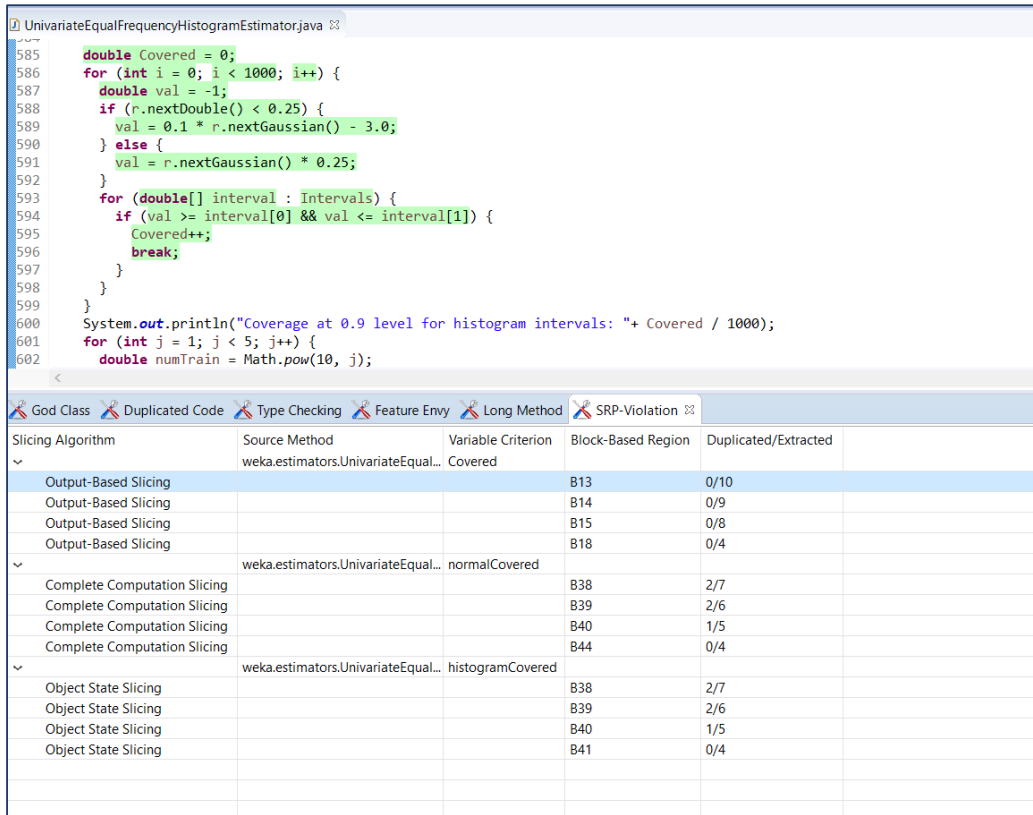 UnivariateEqualFrequencyHistogramEstimator.java
585 double Covered = 0;
586 for (int i = 0; i < 1000; i++) {
587 double val = -1;
588 if (r.nextDouble() < 0.25) {
589 val = 0.1 * r.nextGaussian() - 3.0;
590 } else {
591 val = r.nextGaussian() * 0.25;
592 }
593 for (double[] interval : Intervals) {
594 if (val >= interval[0] && val <= interval[1]) {
595 Covered++;
596 break;
597 }
598 }
599 }
600 System.out.println("Coverage at 0.9 level for histogram intervals: "+ Covered / 1000);
601 for (int j = 1; j < 5; j++) {
602 double numTrain = Math.pow(10, j);
God Class Duplicated Code Type Checking Feature Envy Long Method SRP-Violation
Slicing Algorithm Source Method Variable Criterion Block-Based Region Duplicated/Extracted
weka.estimators.UnivariateEqual... Covered
Output-Based Slicing B13 0/10
Output-Based Slicing B14 0/9
Output-Based Slicing B15 0/8
Output-Based Slicing B18 0/4
weka.estimators.UnivariateEqual... normalCovered
Complete Computation Slicing B38 2/7
Complete Computation Slicing B39 2/6
Complete Computation Slicing B40 1/5
Complete Computation Slicing B44 0/4
weka.estimators.UnivariateEqual... histogramCovered
Object State Slicing B38 2/7
Object State Slicing B39 2/6
Object State Slicing B40 1/5
Object State Slicing B41 0/4